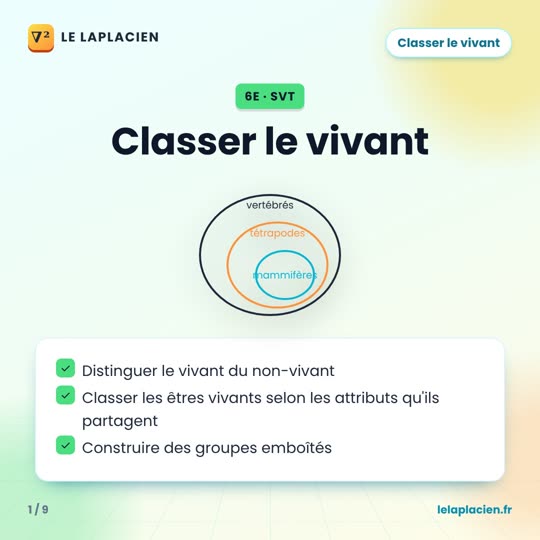 ∇² LE LAPLACIEN
Classer le vivant
6E · SVT
Classer le vivant
vertébrés
tétrapodes
mammifères
Distinguer le vivant du non-vivant
Classer les êtres vivants selon les attributs qu'ils
partagent
Construire des groupes emboîtés
1 / 9
lelaplacien.fr